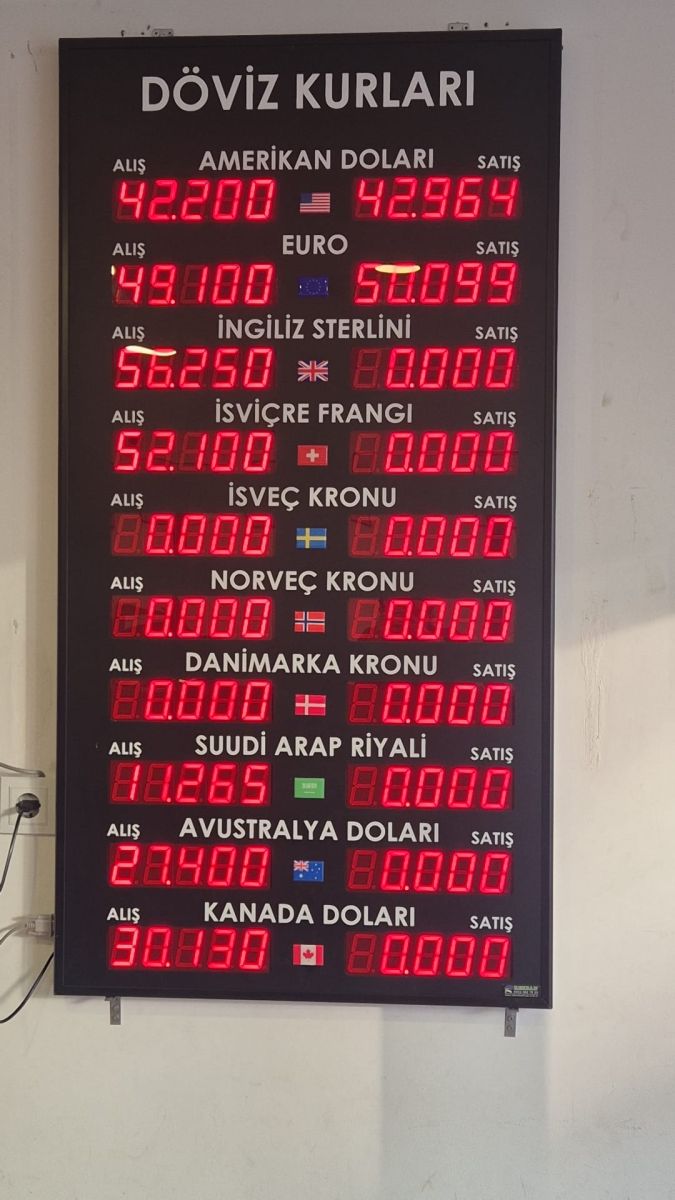 DÖVİZ KURLARI
ALIŞ AMERİKAN DOLARI SATIŞ
42.200 42.964
ALIŞ EURO SATIŞ
49.100 50.099
ALIŞ İNGİLİZ STERLİNİ SATIŞ
56.250 0.000
ALIŞ İSVİÇRE FRANGI SATIŞ
52.100 0.000
ALIŞ İSVEÇ KRONU SATIŞ
0.000 0.000
ALIŞ NORVEÇ KRONU SATIŞ
0.000 0.000
ALIŞ DANİMARKA KRONU SATIŞ
0.000 0.000
ALIŞ SUUDİ ARAP RİYALİ SATIŞ
11.265 0.000
ALIŞ AVUSTRALYA DOLARI SATIŞ
27.400 0.000
ALIŞ KANADA DOLARI SATIŞ
30.130 0.000